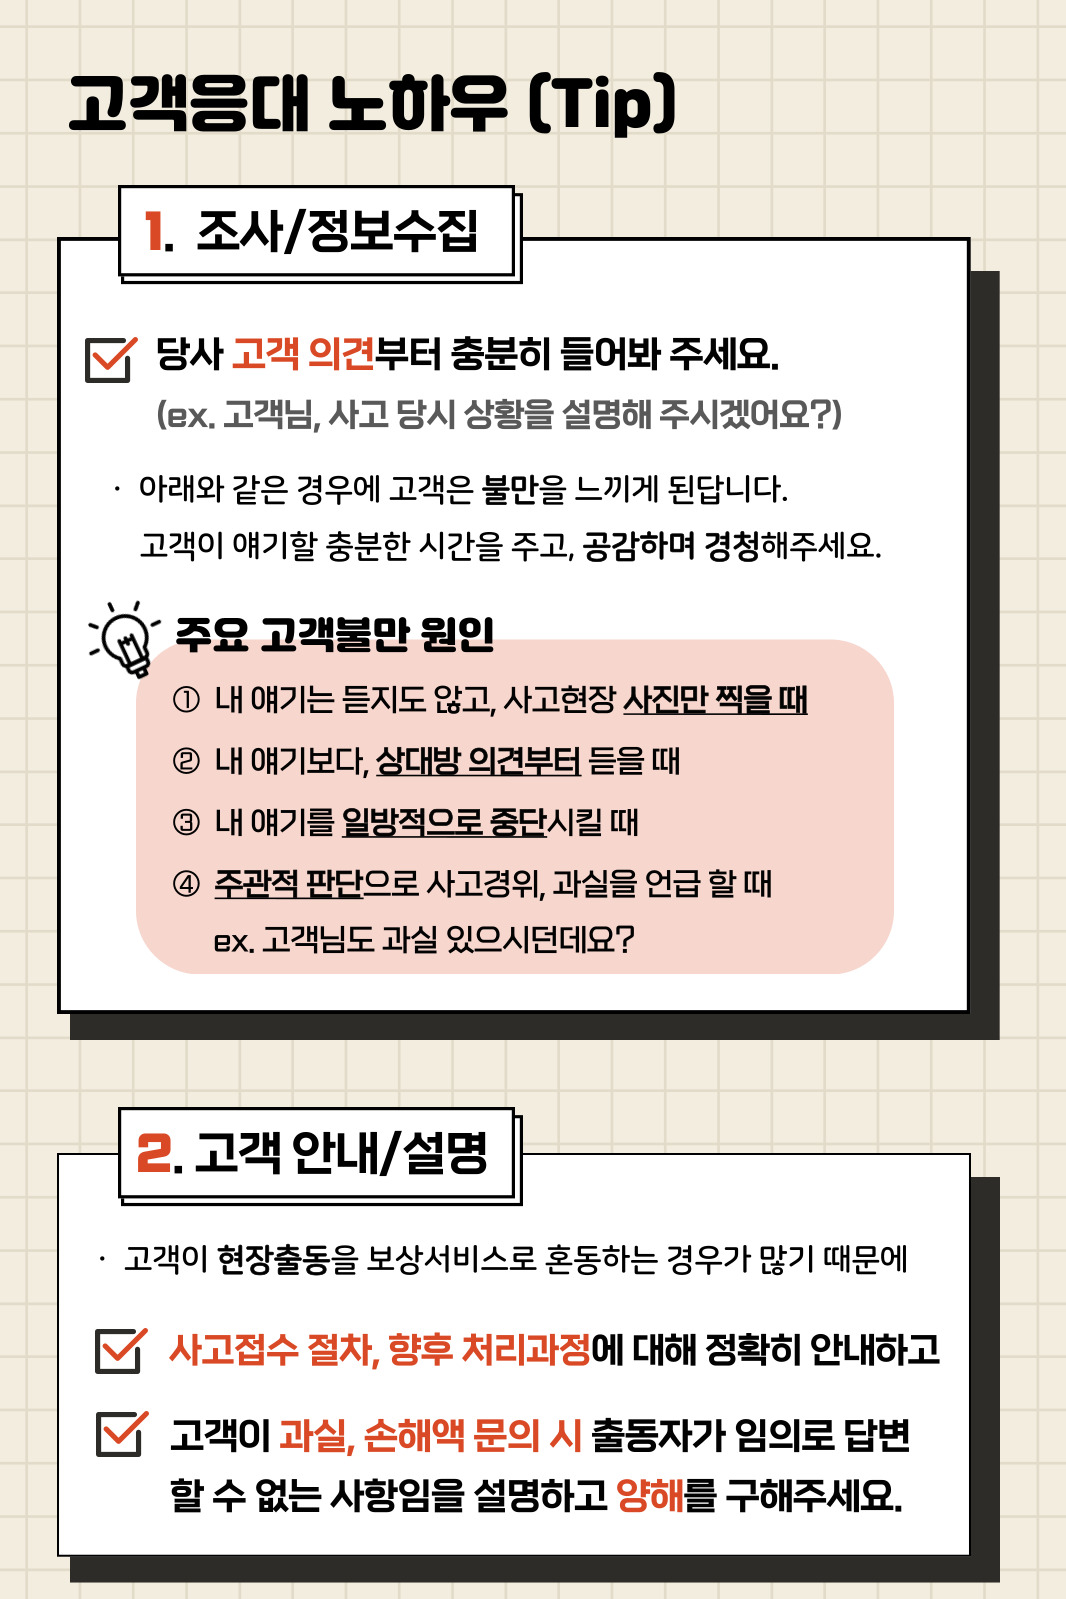 고객응대 노하우 (Tip)
1. 조사/정보수집
당사 고객 의견부터 충분히 들어봐 주세요.
(ex. 고객님, 사고 당시 상황을 설명해 주시겠어요?)
· 아래와 같은 경우에 고객은 불만을 느끼게 된답니다.
고객이 얘기할 충분한 시간을 주고, 공감하며 경청해주세요.
주요 고객불만 원인
① 내 얘기는 듣지도 않고, 사고현장 사진만 찍을 때
② 내 얘기보다, 상대방 의견부터 듣을 때
③ 내 얘기를 일방적으로 중단시킬 때
④ 주관적 판단으로 사고경위, 과실을 언급 할 때
ex. 고객님도 과실 있으시던데요?
2. 고객 안내/설명
· 고객이 현장출동을 보상서비스로 혼동하는 경우가 많기 때문에
사고접수 절차, 향후 처리과정에 대해 정확히 안내하고
고객이 과실, 손해액 문의 시 출동자가 임의로 답변
할 수 없는 사항임을 설명하고 양해를 구해주세요.